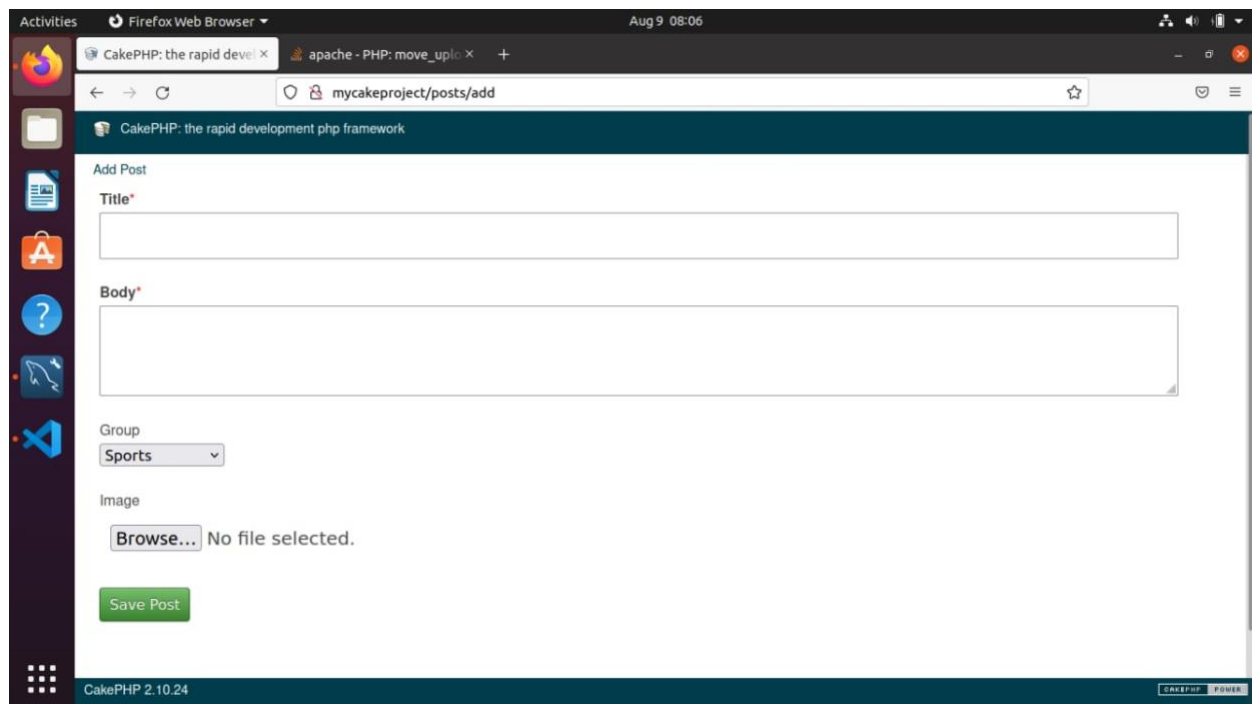 Activities Firefox Web Browser Aug 9 08:06
CakePHP: the rapid devel × apache - PHP: move_uplo × +
mycakeproject/posts/add
CakePHP: the rapid development php framework
Add Post
Title*
Body*
Group
Sports
Image
Browse... No file selected.
Save Post
CakePHP 2.10.24 CAKEPHP POWER